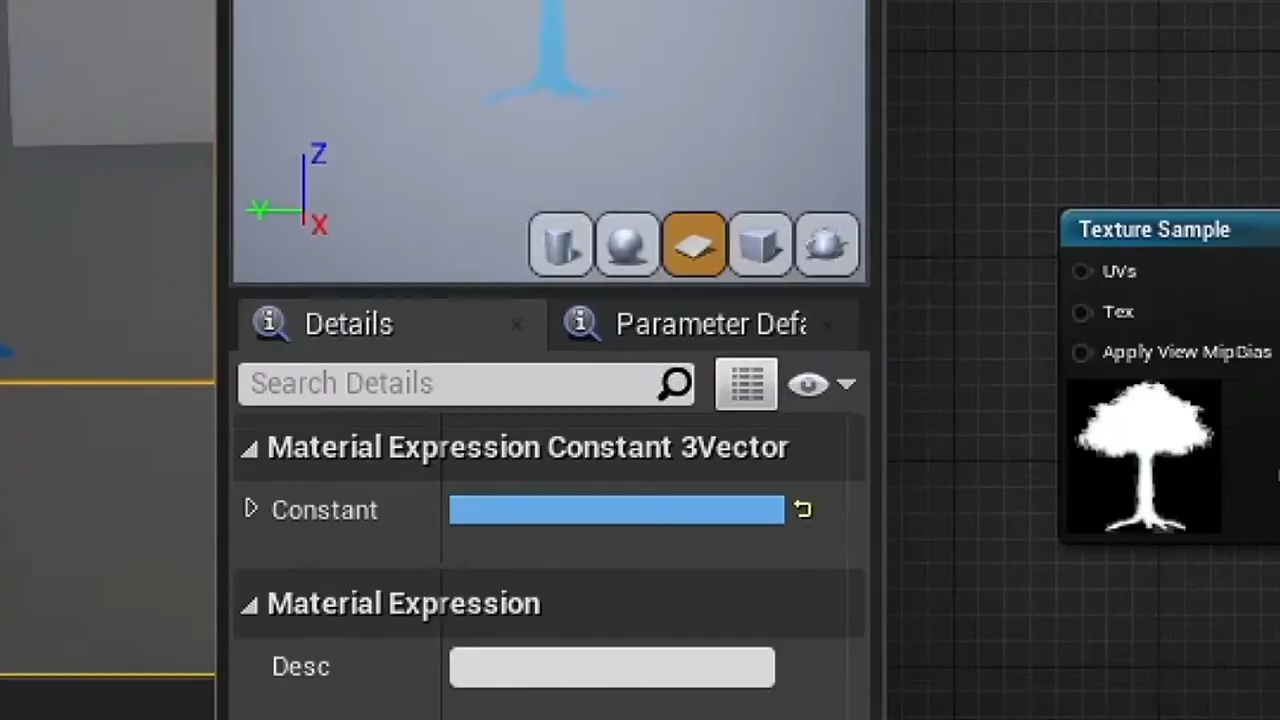 Z
Y
X
Texture Sample
UVs
Tex
Apply View MipBias
Details
Parameter Defa
Search Details
Material Expression Constant 3Vector
Constant
Material Expression
Desc